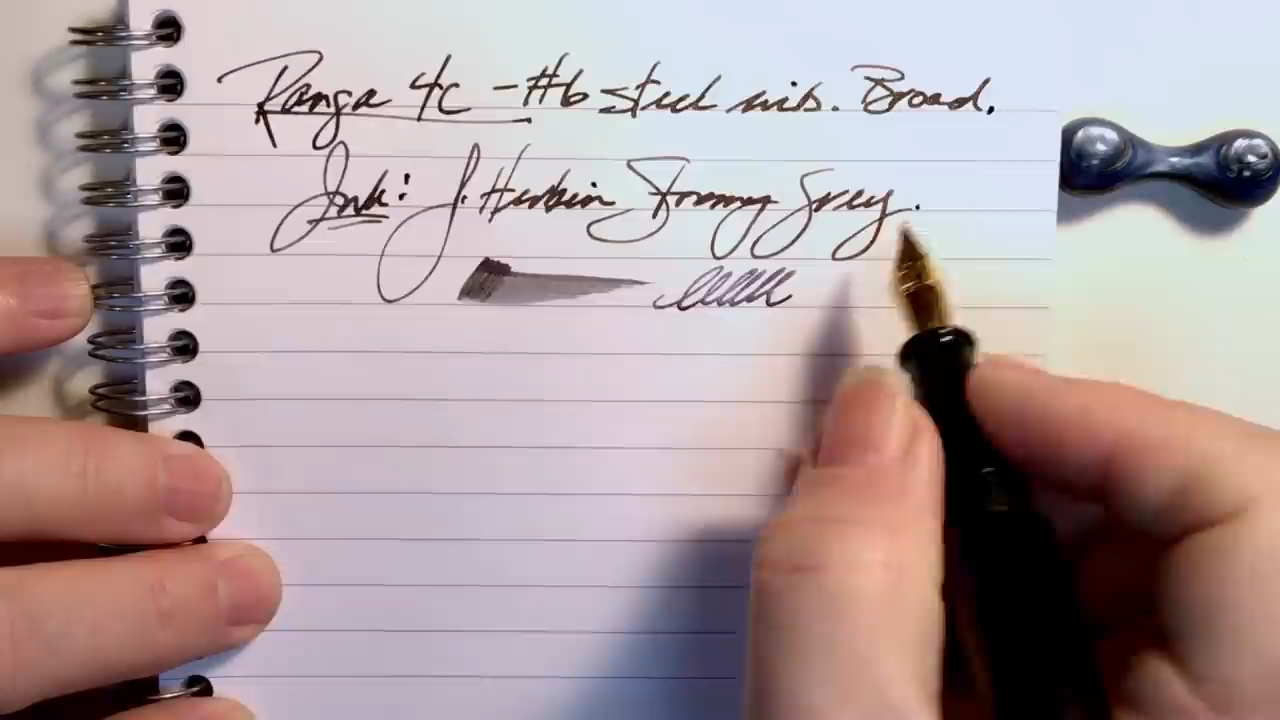 Ranga 4C - #6 steel nib. Broad.
Ink: J. Herbin Stormy Grey.